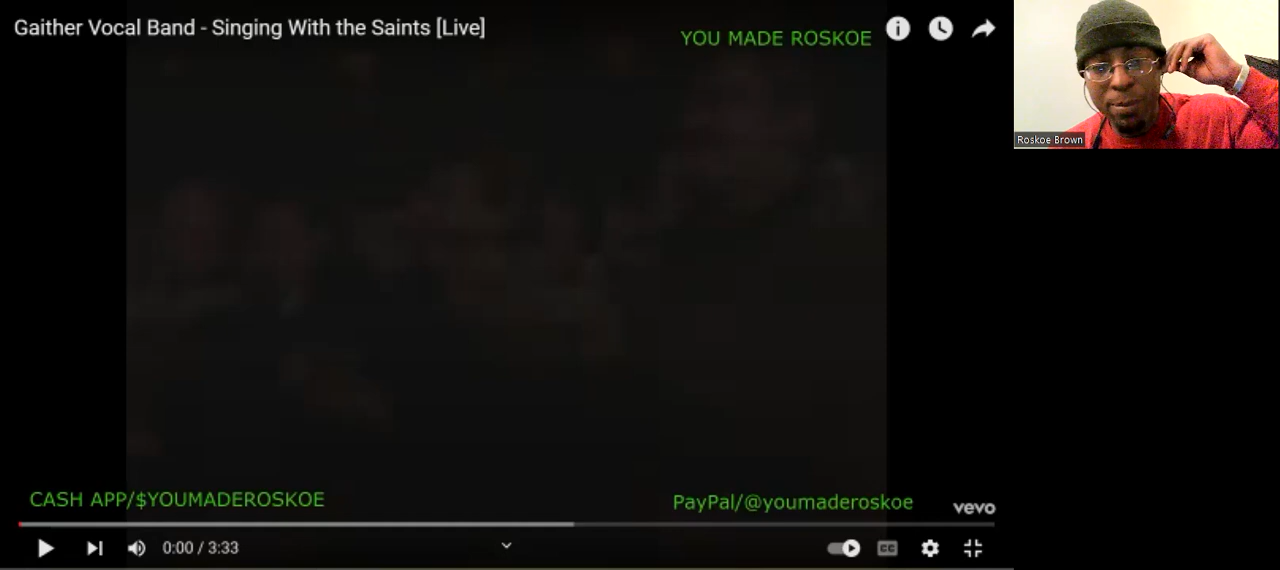 Gaither Vocal Band - Singing With the Saints [Live]
YOU MADE ROSKOE
Roskoe Brown
CASH APP/$YOUMADEROSKOE
PayPal/@youmaderoskoe
vevo
0:00 / 3:33
CC